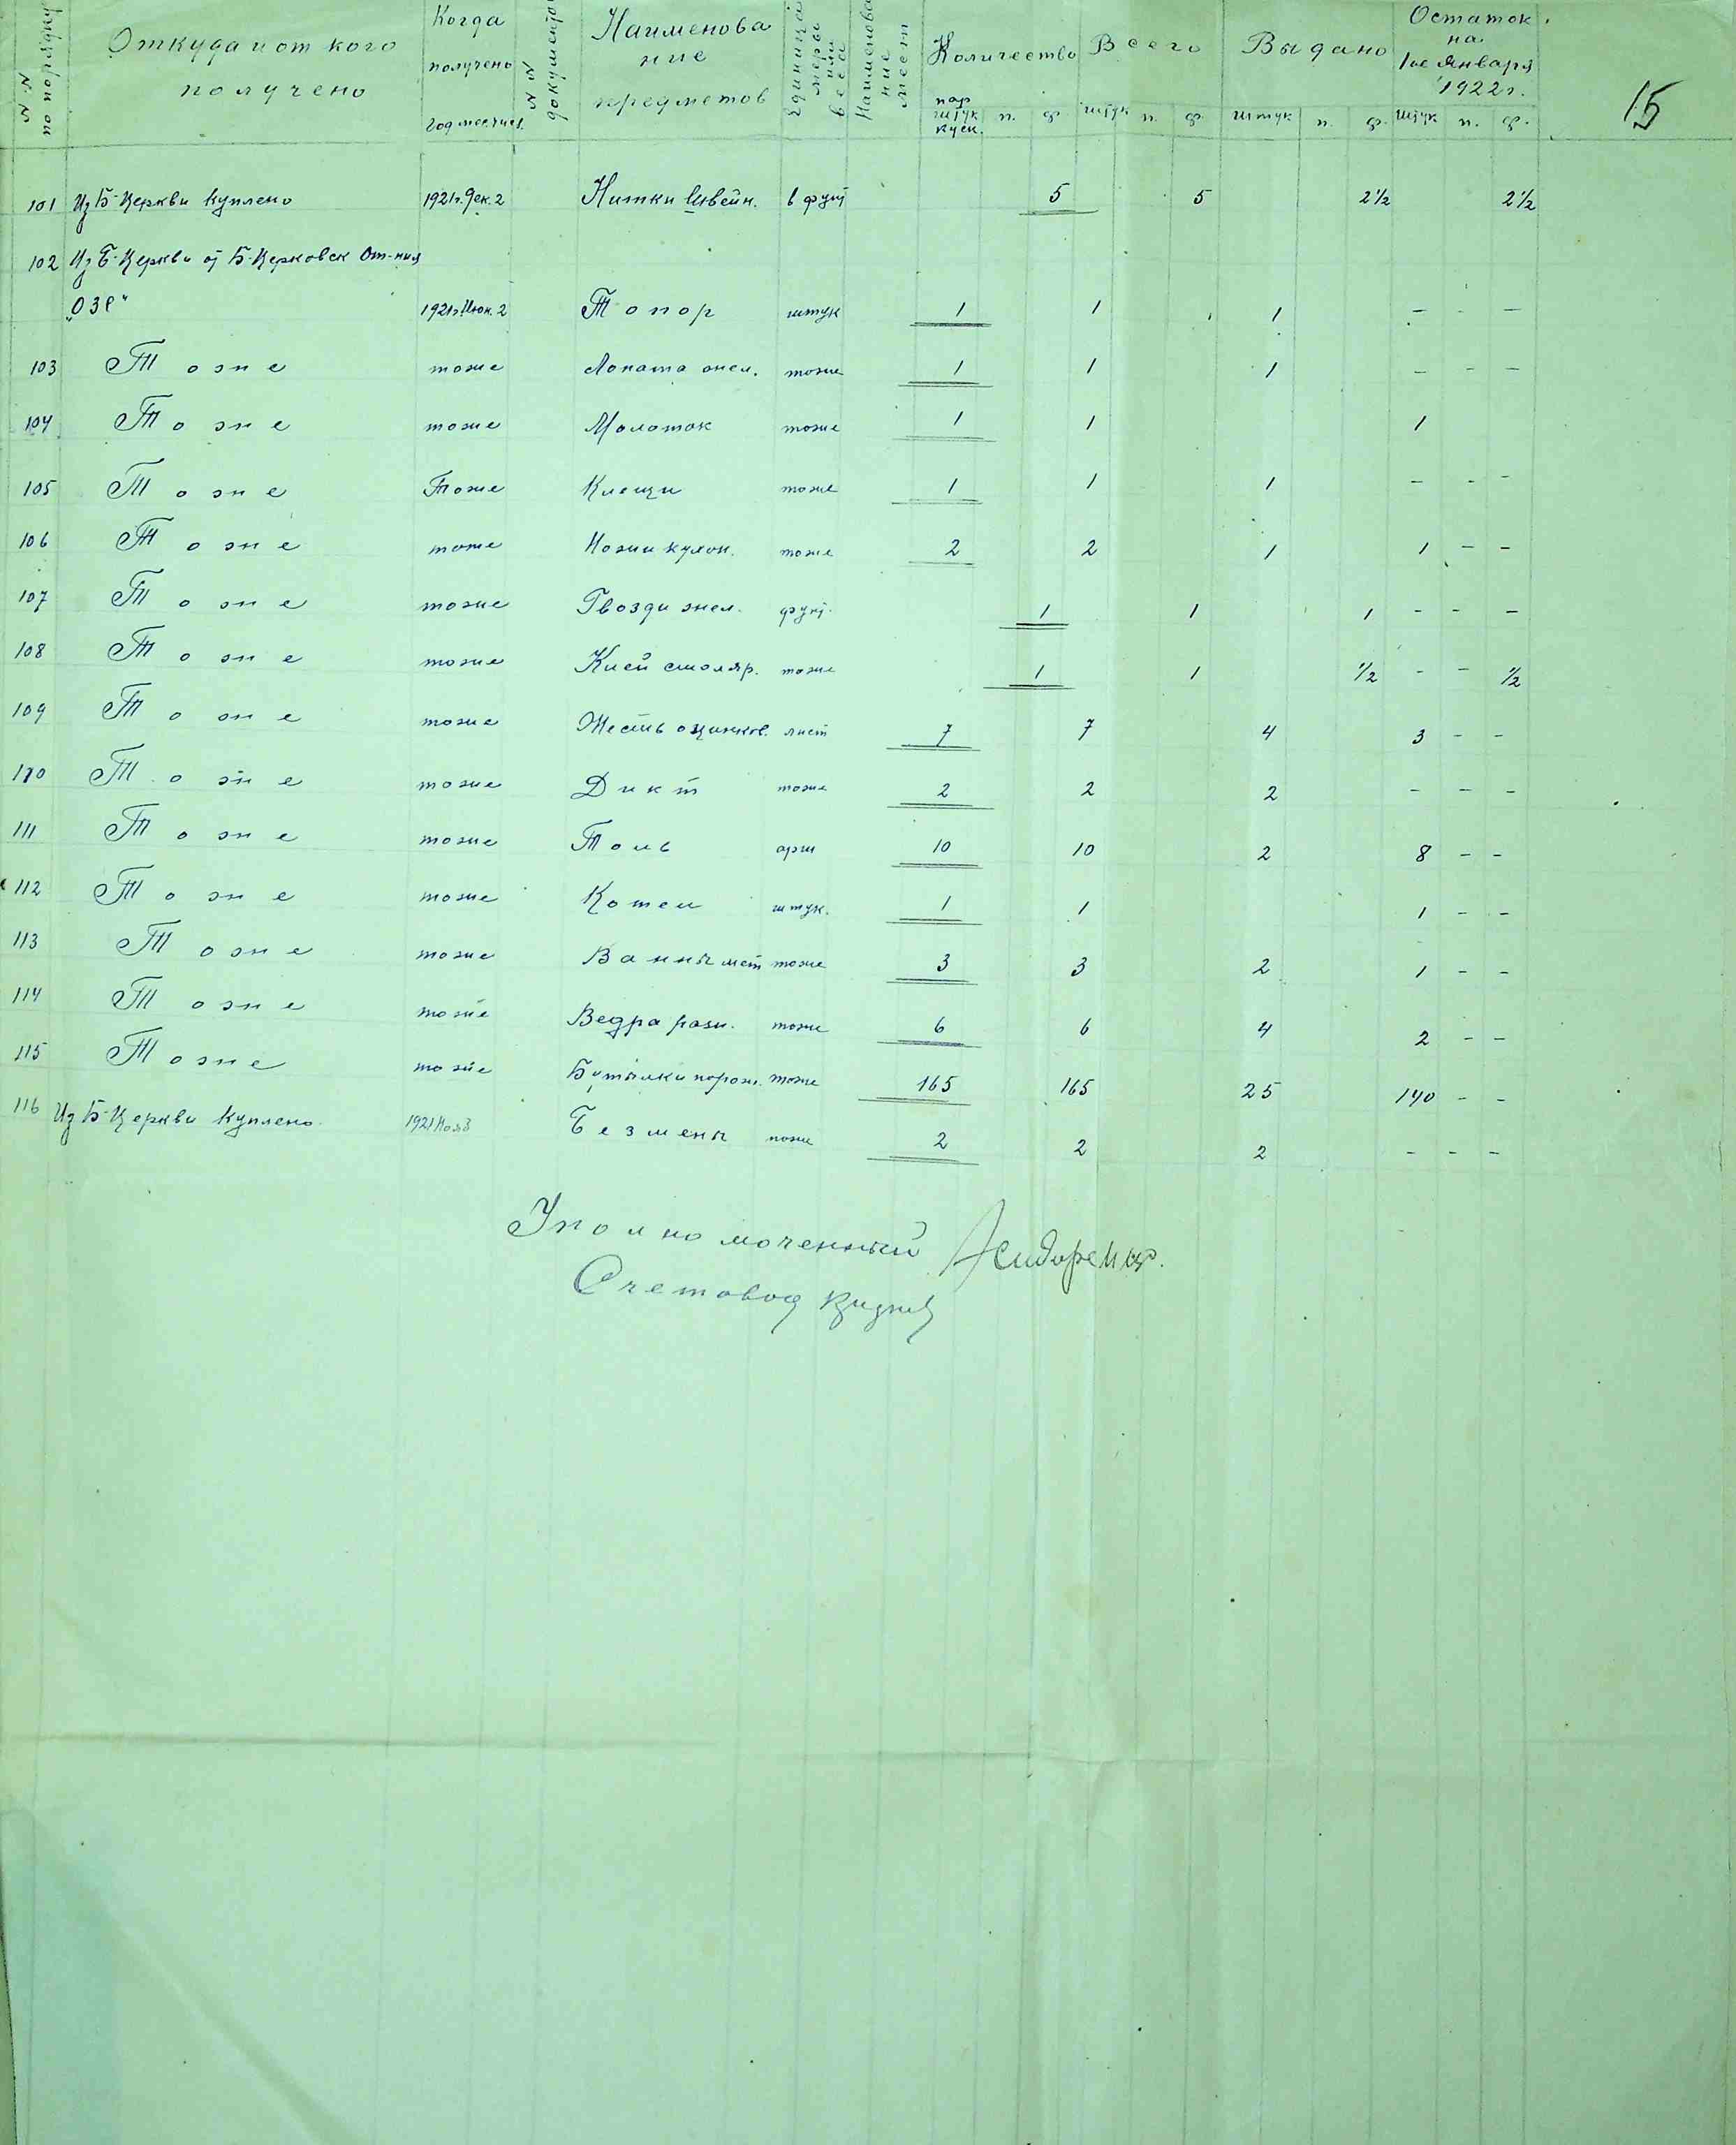 №№ по порядку
Откуда и от кого получено
Когда получено
год месяц чис.
№№ документов
Наименование предметов
Единица меры или веса
Наименование мест
Количество
Всего
Выдано
Остаток на 1ое Января 1922 г.
пар штук куск. п. ф. штук п. ф. штук п. ф. штук п. ф.
15
101 Из Б-Церкви куплено 1921г. Дек. 2 Нитки швейн. в фунт 5 5 2½ 2½
102 Из Б-Церкви от Б-Церковск От-ния
„ОЗЕ" 1921г. Июн. 2 Топор штук 1 1 1 – - –
103 Тоже тоже Лопата жел. тоже 1 1 1 – - –
104 Тоже тоже Молоток тоже 1 1 1
105 Тоже Тоже Клещи тоже 1 1 1 – - –
106 Тоже тоже Ножи кухон. тоже 2 2 1 1 – –
107 Тоже тоже Гвозди жел. фунт. 1 1 1 - - –
108 Тоже тоже Клей столяр. тоже 1 1 ½ - – ½
109 Тоже тоже Жесть оцинков. лист 7 7 4 3 – –
110 Тоже тоже Дикт тоже 2 2 2 – – –
111 Тоже тоже Толь арш 10 10 2 8 – –
112 Тоже тоже Котел штук. 1 1 1 - –
113 Тоже тоже Ванны мет тоже 3 3 2 1 – –
114 Тоже тоже Ведра разн. тоже 6 6 4 2 – –
115 Тоже тоже Бутылки порож. тоже 165 165 25 140 – –
116 Из Б-Церкви куплено 1921 Ноя 3 Безмены тоже 2 2 2 – – –
Уполномоченный
Счетовод